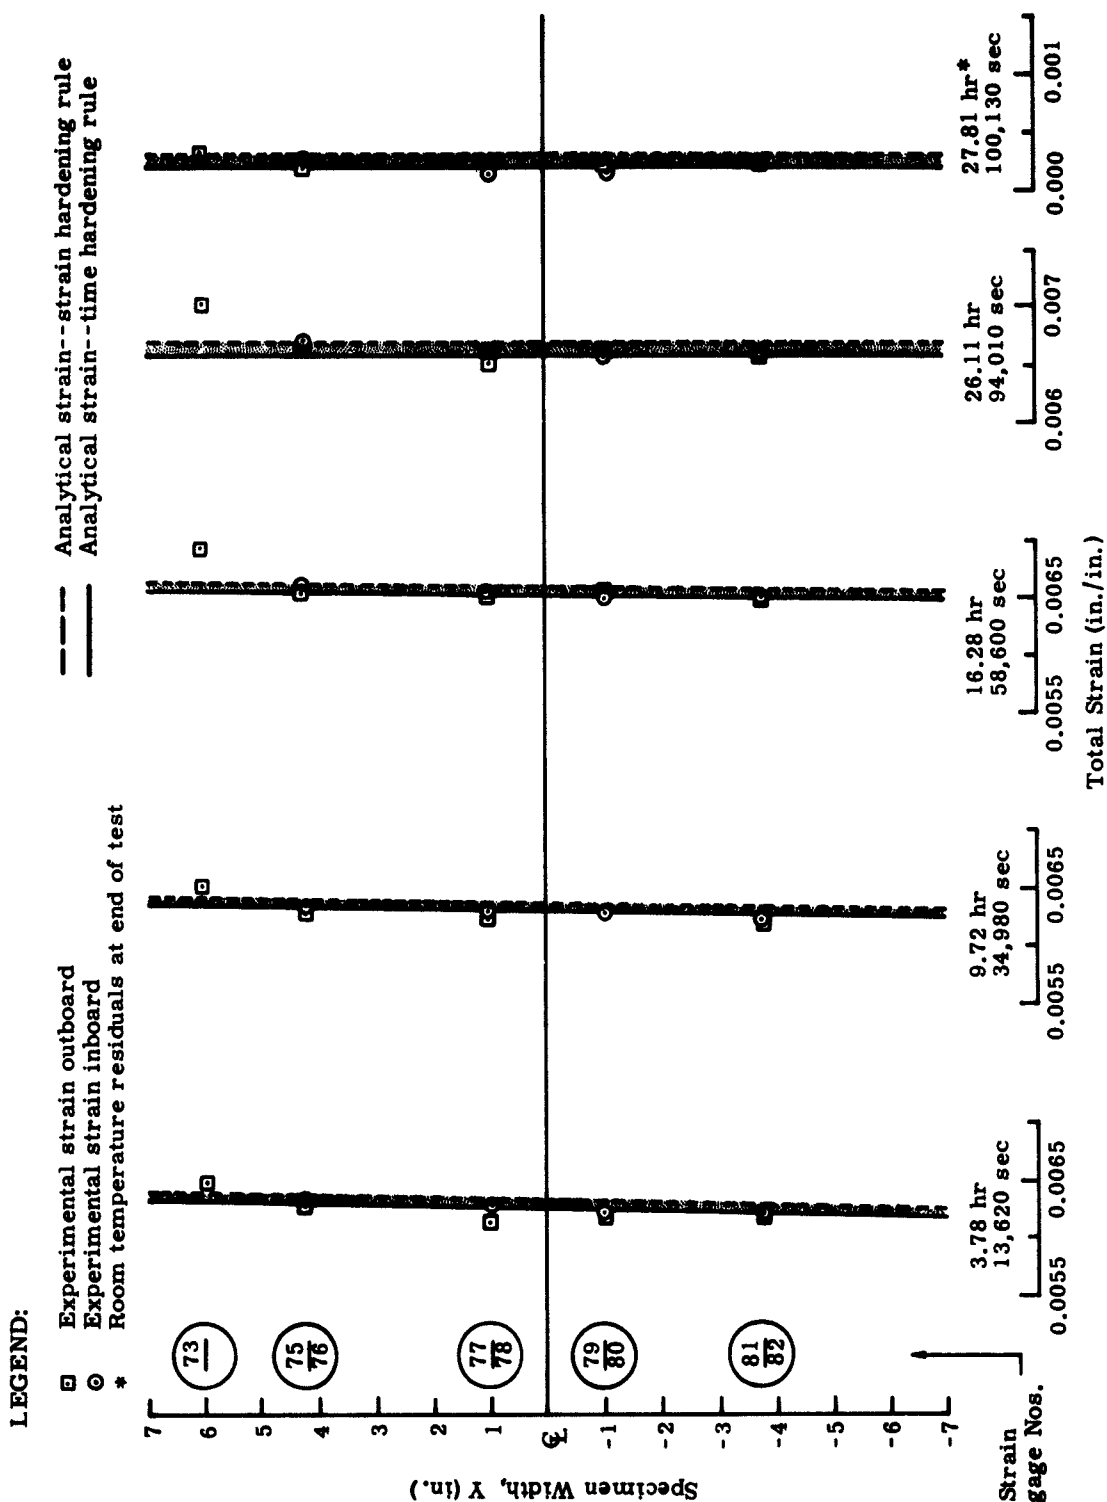 LEGEND:
Experimental strain outboard
Experimental strain inboard
* Room temperature residuals at end of test
Analytical strain--strain hardening rule
Analytical strain--time hardening rule
73
75
76
77
78
79
80
81
82
7
6
5
4
3
2
1
℄
-1
-2
-3
-4
-5
-6
-7
Specimen Width, Y (in.)
Strain
gage Nos.
3.78 hr
13,620 sec
0.0055
0.0065
9.72 hr
34,980 sec
0.0055
0.0065
16.28 hr
58,600 sec
0.0055
0.0065
26.11 hr
94,010 sec
0.006
0.007
27.81 hr*
100,130 sec
0.000
0.001
Total Strain (in./in.)